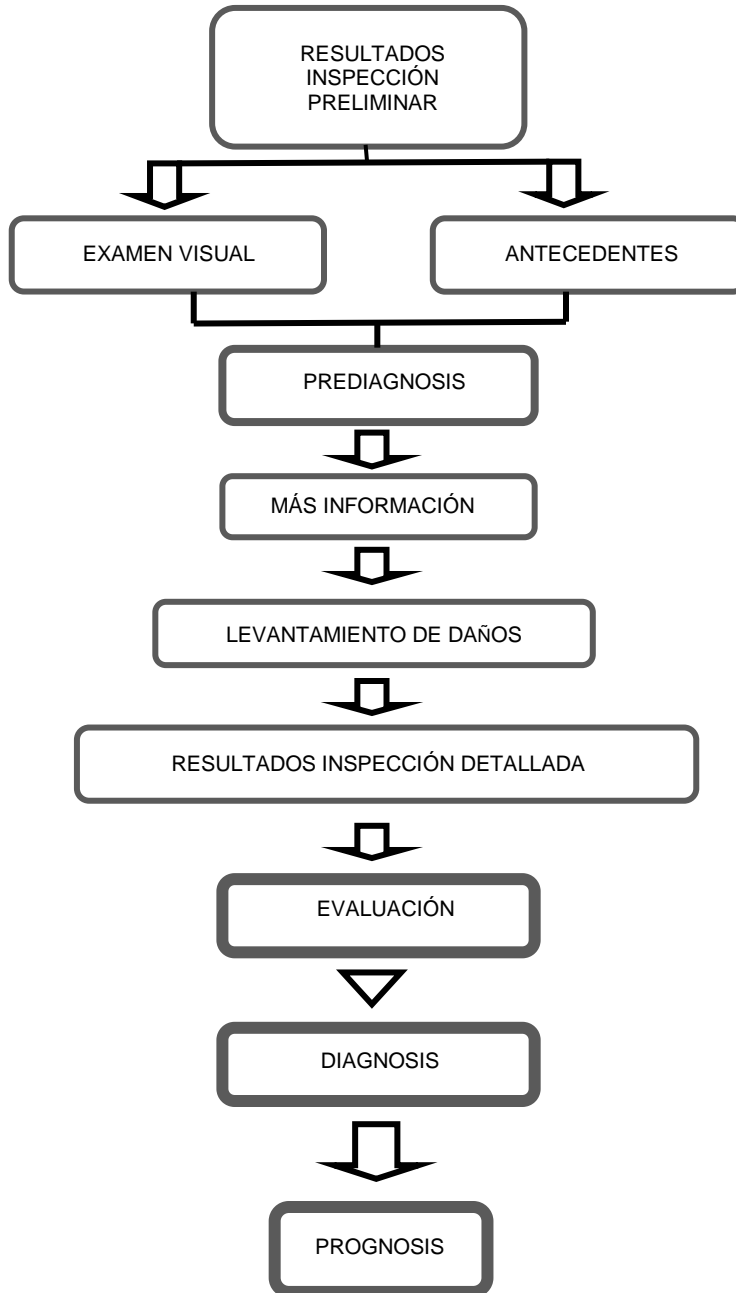 RESULTADOS
INSPECCIÓN
PRELIMINAR
EXAMEN VISUAL
ANTECEDENTES
PREDIAGNOSIS
MÁS INFORMACIÓN
LEVANTAMIENTO DE DAÑOS
RESULTADOS INSPECCIÓN DETALLADA
EVALUACIÓN
DIAGNOSIS
PROGNOSIS